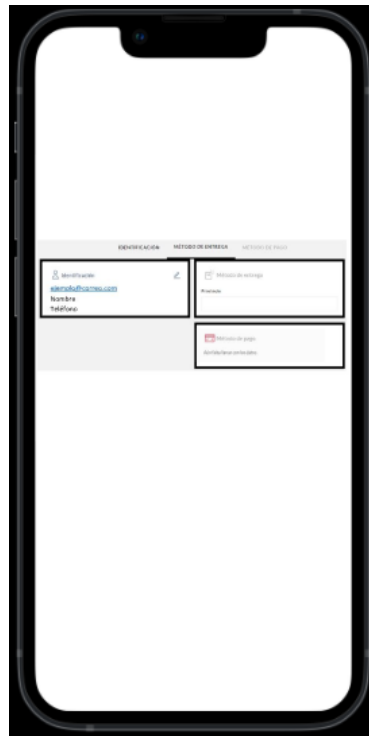 IDENTIFICACIÓN MÉTODO DE ENTREGA MÉTODO DE PAGO
Identificación
ejemplo@correo.com
Nombre
Teléfono
Método de entrega
Método de pago